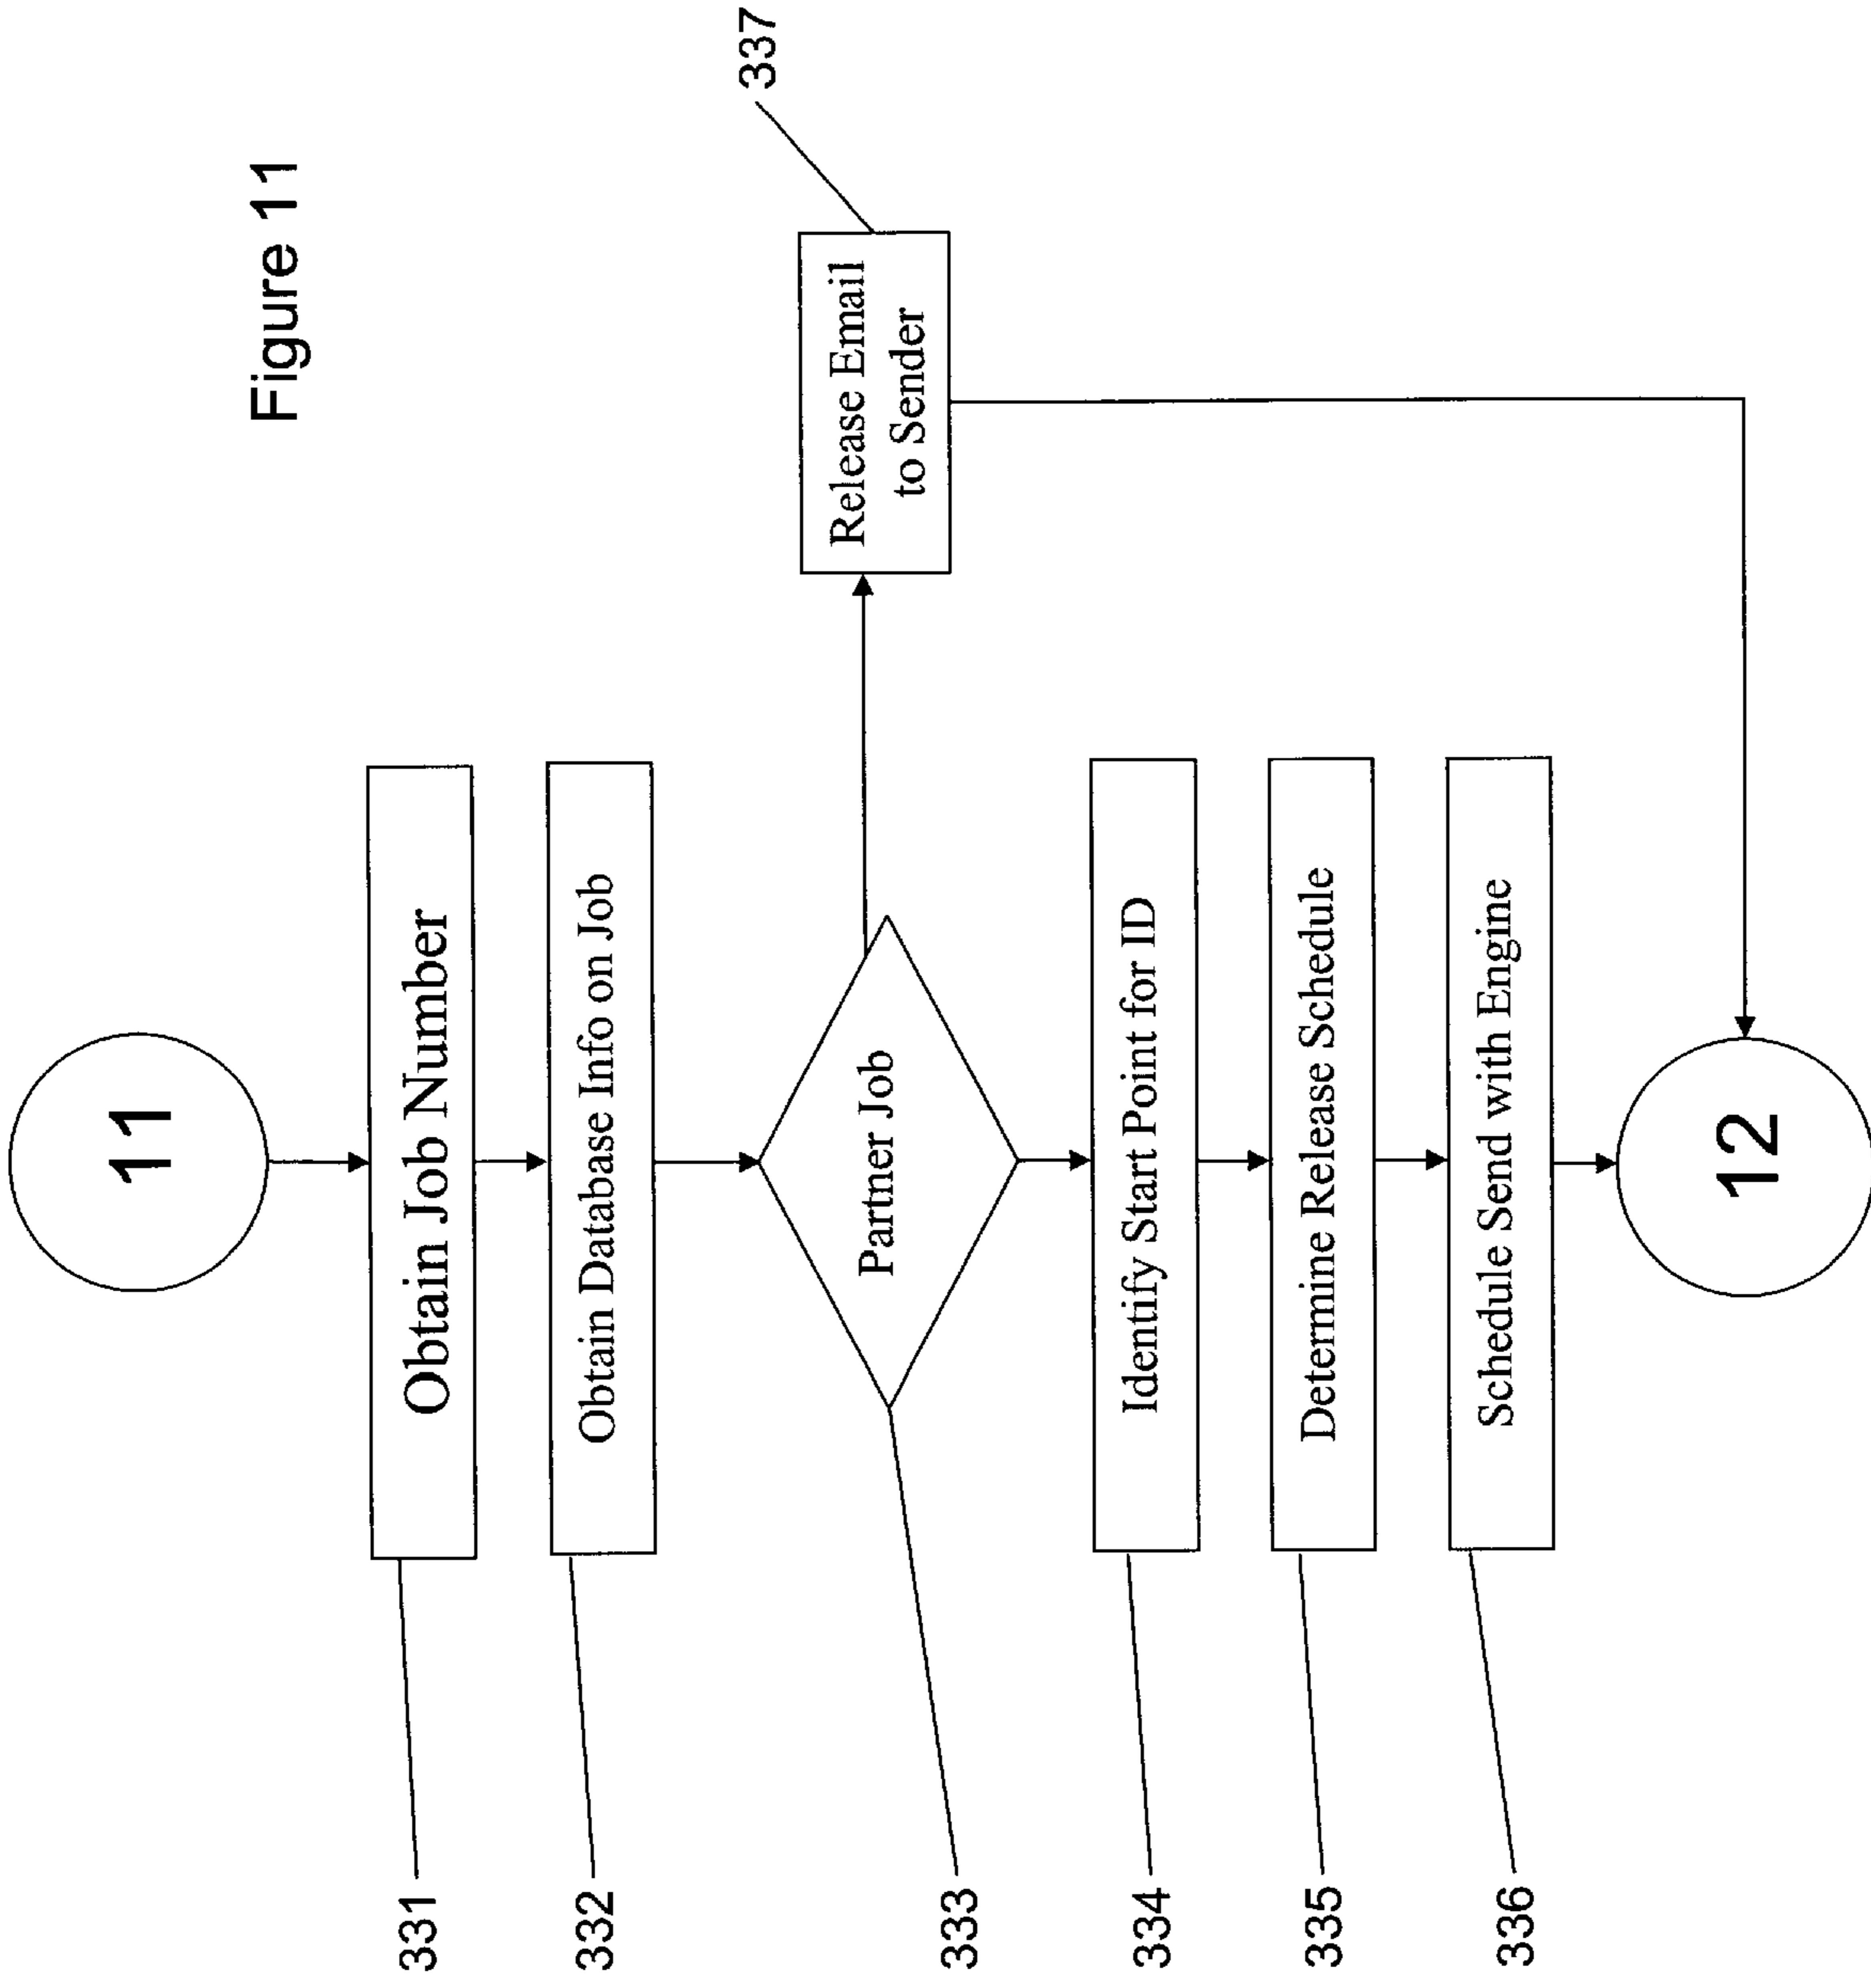 Figure 11
11
331
Obtain Job Number
332
Obtain Database Info on Job
333
Partner Job
337
Release Email
to Sender
334
Identify Start Point for ID
335
Determine Release Schedule
336
Schedule Send with Engine
12